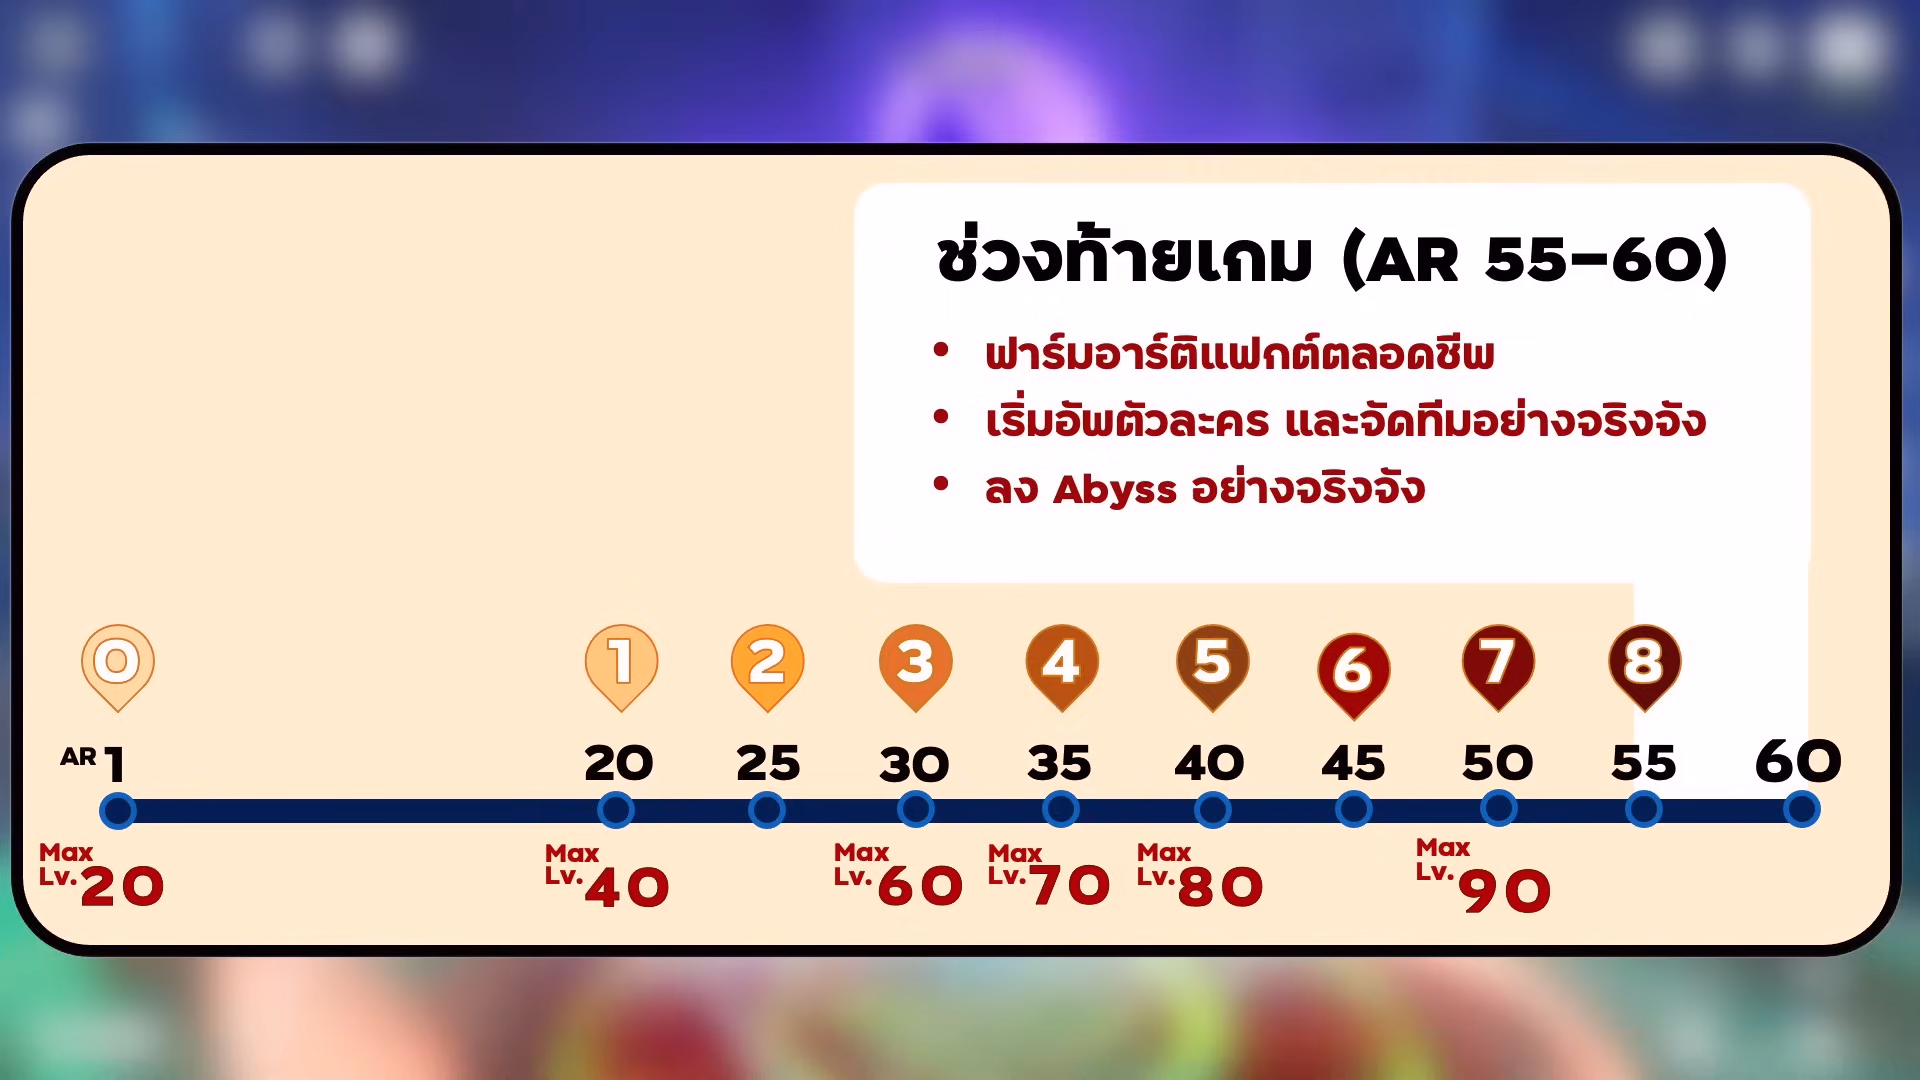 ช่วงท้ายเกม (AR 55–60)
• ฟาร์มอาร์ติแฟกต์ตลอดชีพ
• เริ่มอัพตัวละคร และจัดทีมอย่างจริงจัง
• ลง Abyss อย่างจริงจัง
0 1 2 3 4 5 6 7 8
AR 1 20 25 30 35 40 45 50 55 60
Max Lv. 20 Max Lv. 40 Max Lv. 60 Max Lv. 70 Max Lv. 80 Max Lv. 90